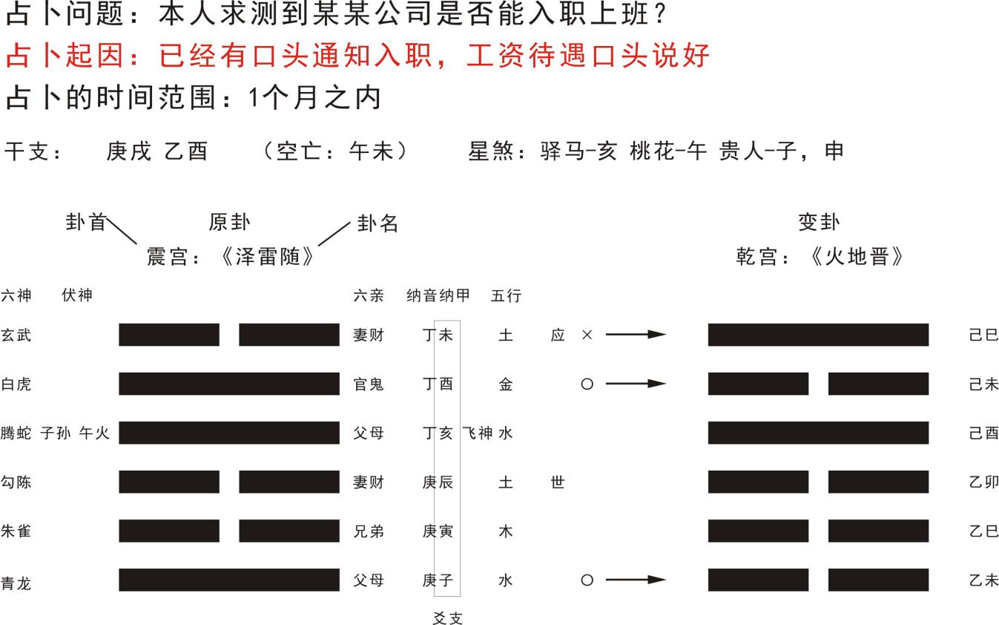 占卜问题：本人求测到某某公司是否能入职上班？
占卜起因：已经有口头通知入职，工资待遇口头说好
占卜的时间范围：1个月之内
干支： 庚戌 乙酉 （空亡：午未） 星煞：驿马-亥 桃花-午 贵人-子，申
卦首 原卦 卦名 变卦
震宫：《泽雷随》 乾宫：《火地晋》
六神 伏神 六亲 纳音纳甲 五行
玄武 妻财 丁未 土 应 × 己巳
白虎 官鬼 丁酉 金 ○ 己未
腾蛇 子孙 午火 父母 丁亥 飞神 水 己酉
勾陈 妻财 庚辰 土 世 乙卯
朱雀 兄弟 庚寅 木 乙巳
青龙 父母 庚子 水 ○ 乙未
爻支